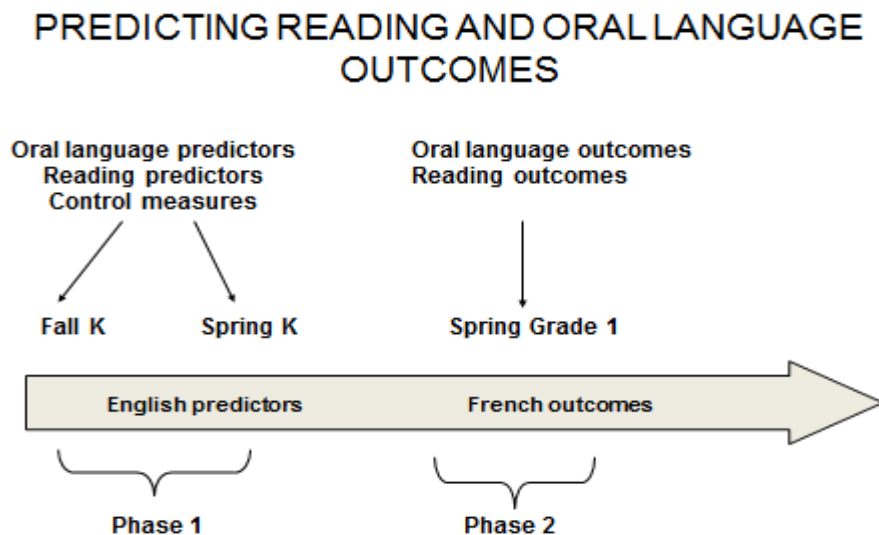 PREDICTING READING AND ORAL LANGUAGE
OUTCOMES
Oral language predictors
Reading predictors
Control measures
Oral language outcomes
Reading outcomes
Fall K
Spring K
Spring Grade 1
English predictors
French outcomes
Phase 1
Phase 2